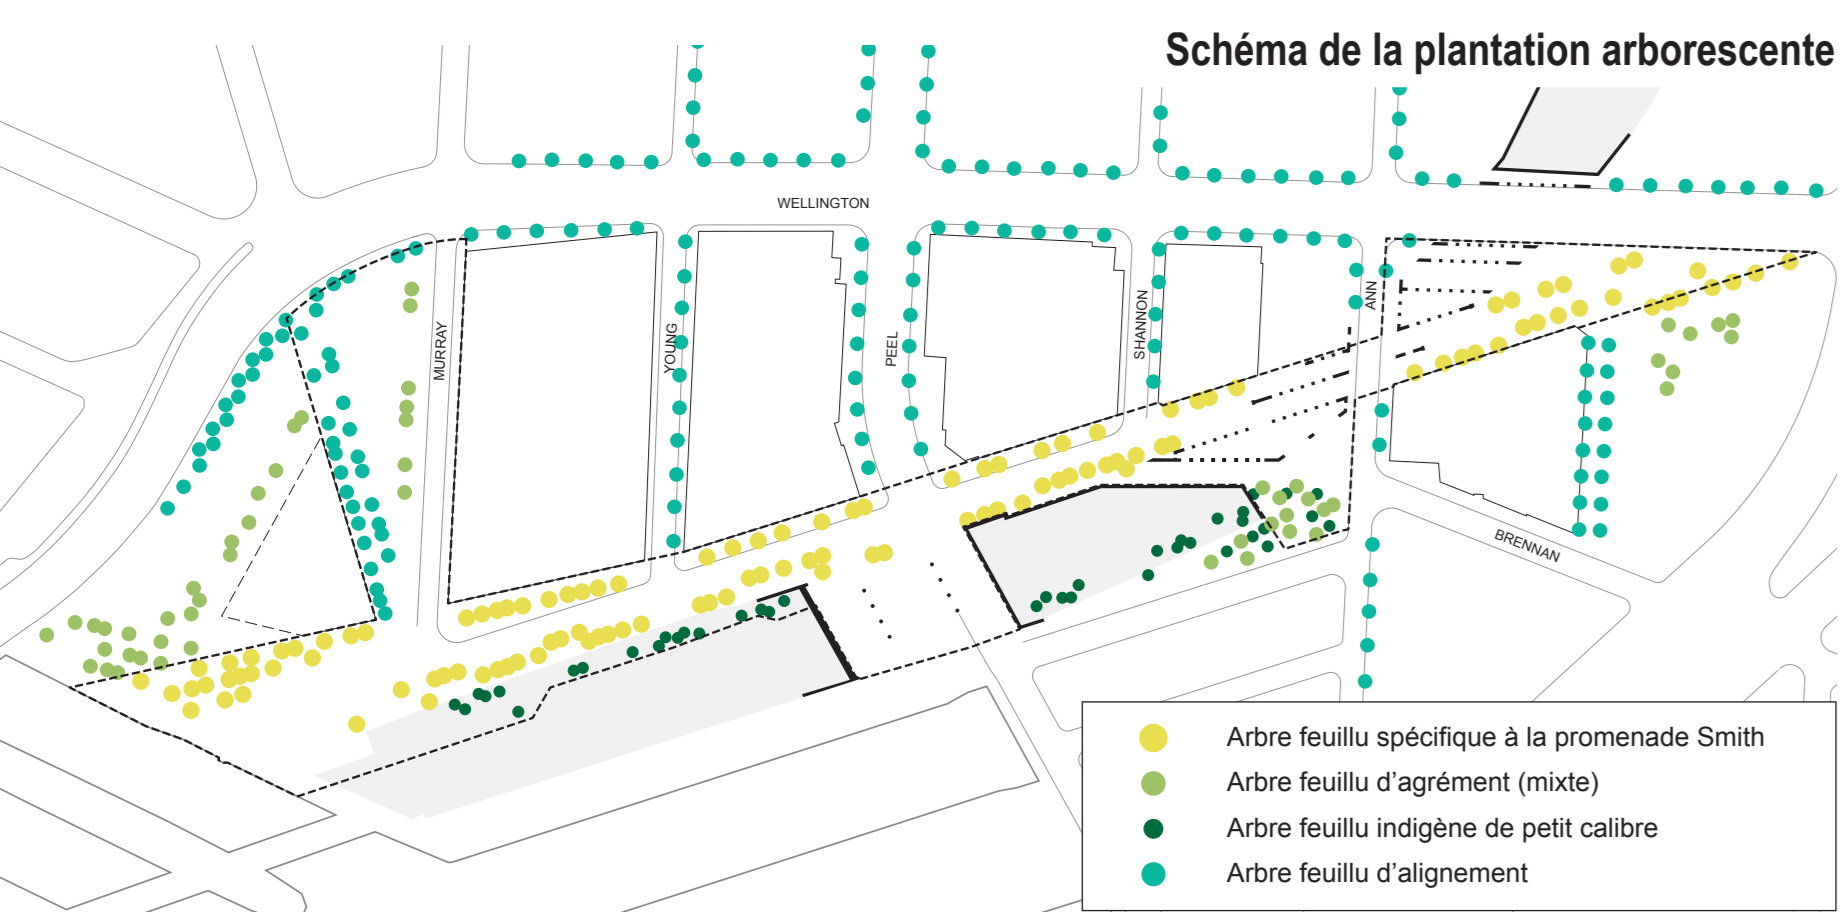 Schéma de la plantation arborescente
WELLINGTON
MURRAY
YOUNG
PEEL
SHANNON
ANN
BRENNAN
Arbre feuillu spécifique à la promenade Smith
Arbre feuillu d’agrément (mixte)
Arbre feuillu indigène de petit calibre
Arbre feuillu d’alignement